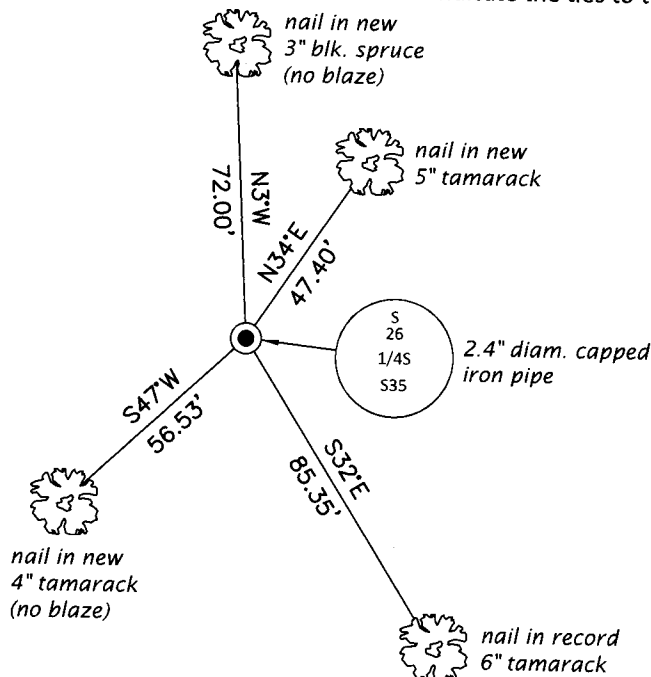 nail in new
3" blk. spruce
(no blaze)
nail in new
5" tamarack
N3°W
72.00'
N34°E
47.40'
S
26
1/4S
S35
2.4" diam. capped
iron pipe
S47°W
56.53'
S32°E
85.35'
nail in new
4" tamarack
(no blaze)
nail in record
6" tamarack